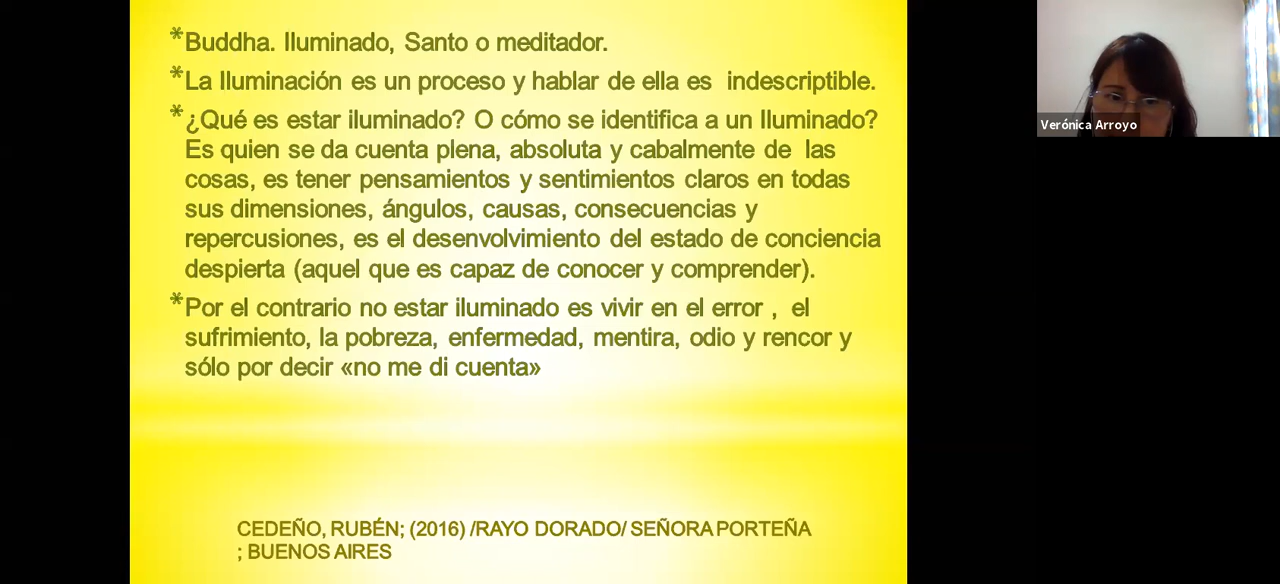 *Buddha. Iluminado, Santo o meditador.
*La Iluminación es un proceso y hablar de ella es indescriptible.
*¿Qué es estar iluminado? O cómo se identifica a un Iluminado?
Es quien se da cuenta plena, absoluta y cabalmente de las
cosas, es tener pensamientos y sentimientos claros en todas
sus dimensiones, ángulos, causas, consecuencias y
repercusiones, es el desenvolvimiento del estado de conciencia
despierta (aquel que es capaz de conocer y comprender).
*Por el contrario no estar iluminado es vivir en el error , el
sufrimiento, la pobreza, enfermedad, mentira, odio y rencor y
sólo por decir «no me di cuenta»
CEDEÑO, RUBÉN; (2016) /RAYO DORADO/ SEÑORA PORTEÑA
; BUENOS AIRES
Verónica Arroyo